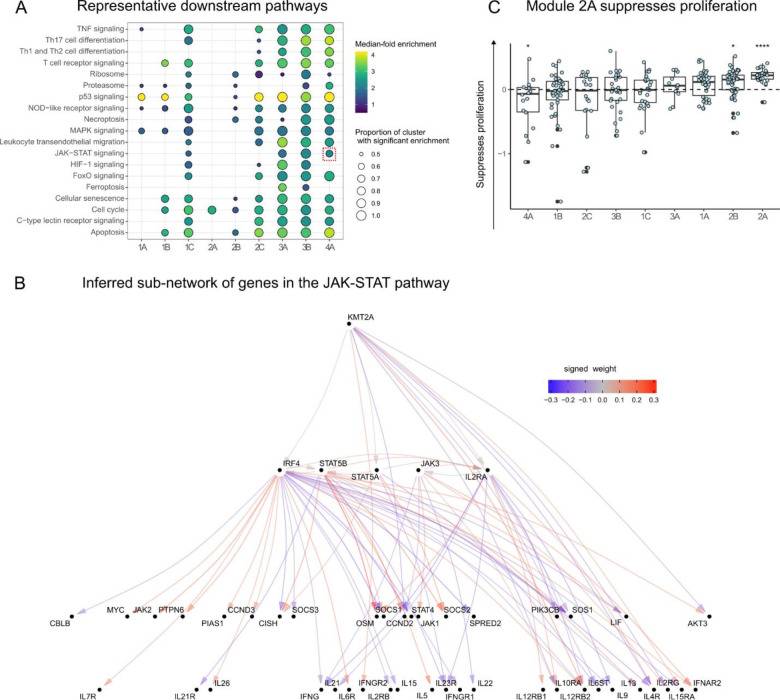 A
Representative downstream pathways
TNF signaling
Th17 cell differentiation
Th1 and Th2 cell differentiation
T cell receptor signaling
Ribosome
Proteasome
p53 signaling
NOD−like receptor signaling
Necroptosis
MAPK signaling
Leukocyte transendothelial migration
JAK−STAT signaling
HIF−1 signaling
FoxO signaling
Ferroptosis
Cellular senescence
Cell cycle
C−type lectin receptor signaling
Apoptosis
1A 1B 1C 2A 2B 2C 3A 3B 4A
Median-fold enrichment
4
3
2
1
Proportion of cluster
with significant enrichment
0.5
0.6
0.7
0.8
0.9
1.0
C
Module 2A suppresses proliferation
Suppresses proliferation
* * ****
0
−1
4A 1B 2C 3B 1C 3A 1A 2B 2A
B
Inferred sub-network of genes in the JAK-STAT pathway
KMT2A
signed weight
−0.3 −0.2 −0.1 0.0 0.1 0.2 0.3
IRF4 STAT5B JAK3
STAT5A IL2RA
MYC JAK2 PTPN6 CCND3 SOCS3 SOCS1 STAT4 SOCS2 PIK3CB SOS1
CBLB PIAS1 CISH OSM CCND2 JAK1 SPRED2 LIF AKT3
IL26 IL21 IFNGR2 IL15 IL23R IL22 IL10RA IL6ST IL13 IL2RG IFNAR2
IL7R IL21R IFNG IL6R IL2RB IL5 IFNGR1 IL12RB1 IL12RB2 IL9 IL4R IL15RA